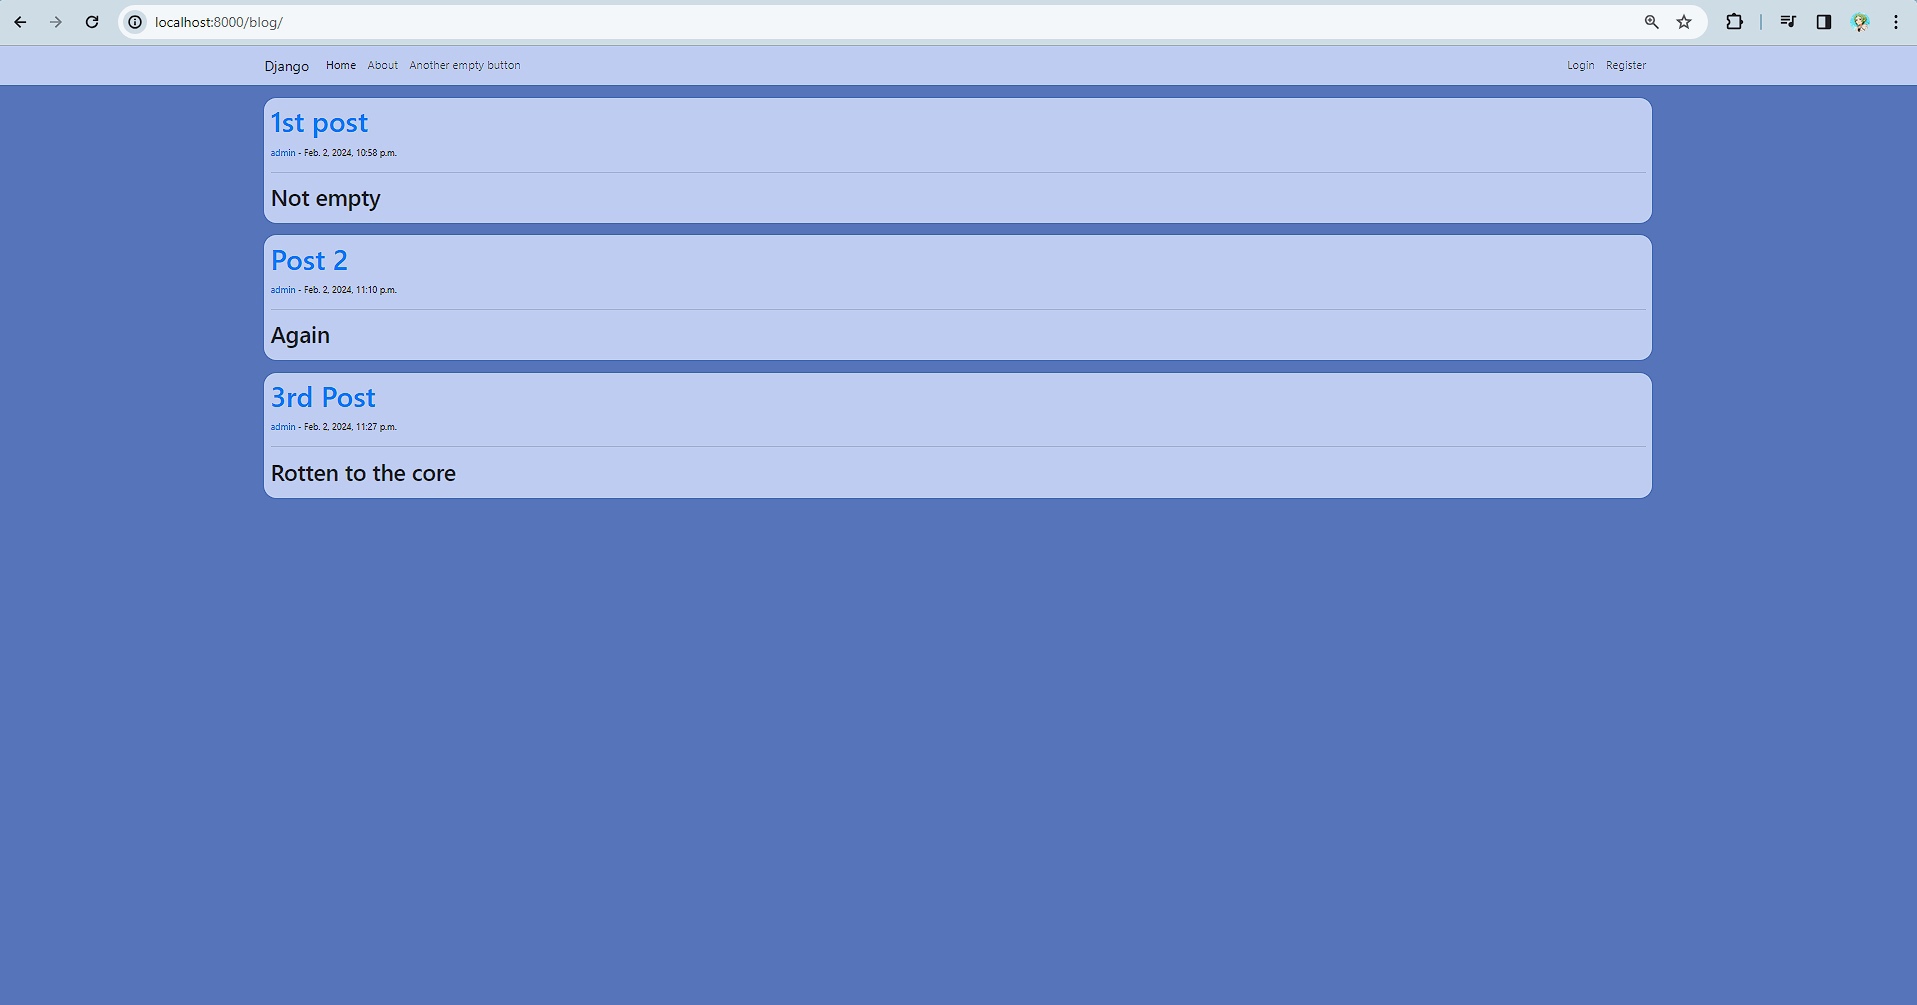 localhost:8000/blog/
Django Home About Another empty button Login Register
1st post
admin - Feb. 2, 2024, 10:58 p.m.
Not empty
Post 2
admin - Feb. 2, 2024, 11:10 p.m.
Again
3rd Post
admin - Feb. 2, 2024, 11:27 p.m.
Rotten to the core